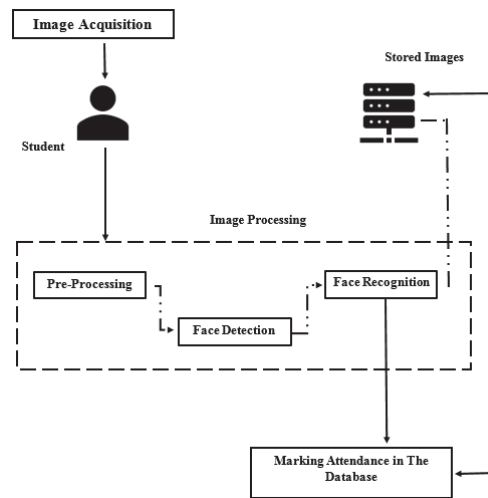 Image Acquisition
Stored Images
Student
Image Processing
Pre-Processing
Face Recognition
Face Detection
Marking Attendance in The
Database